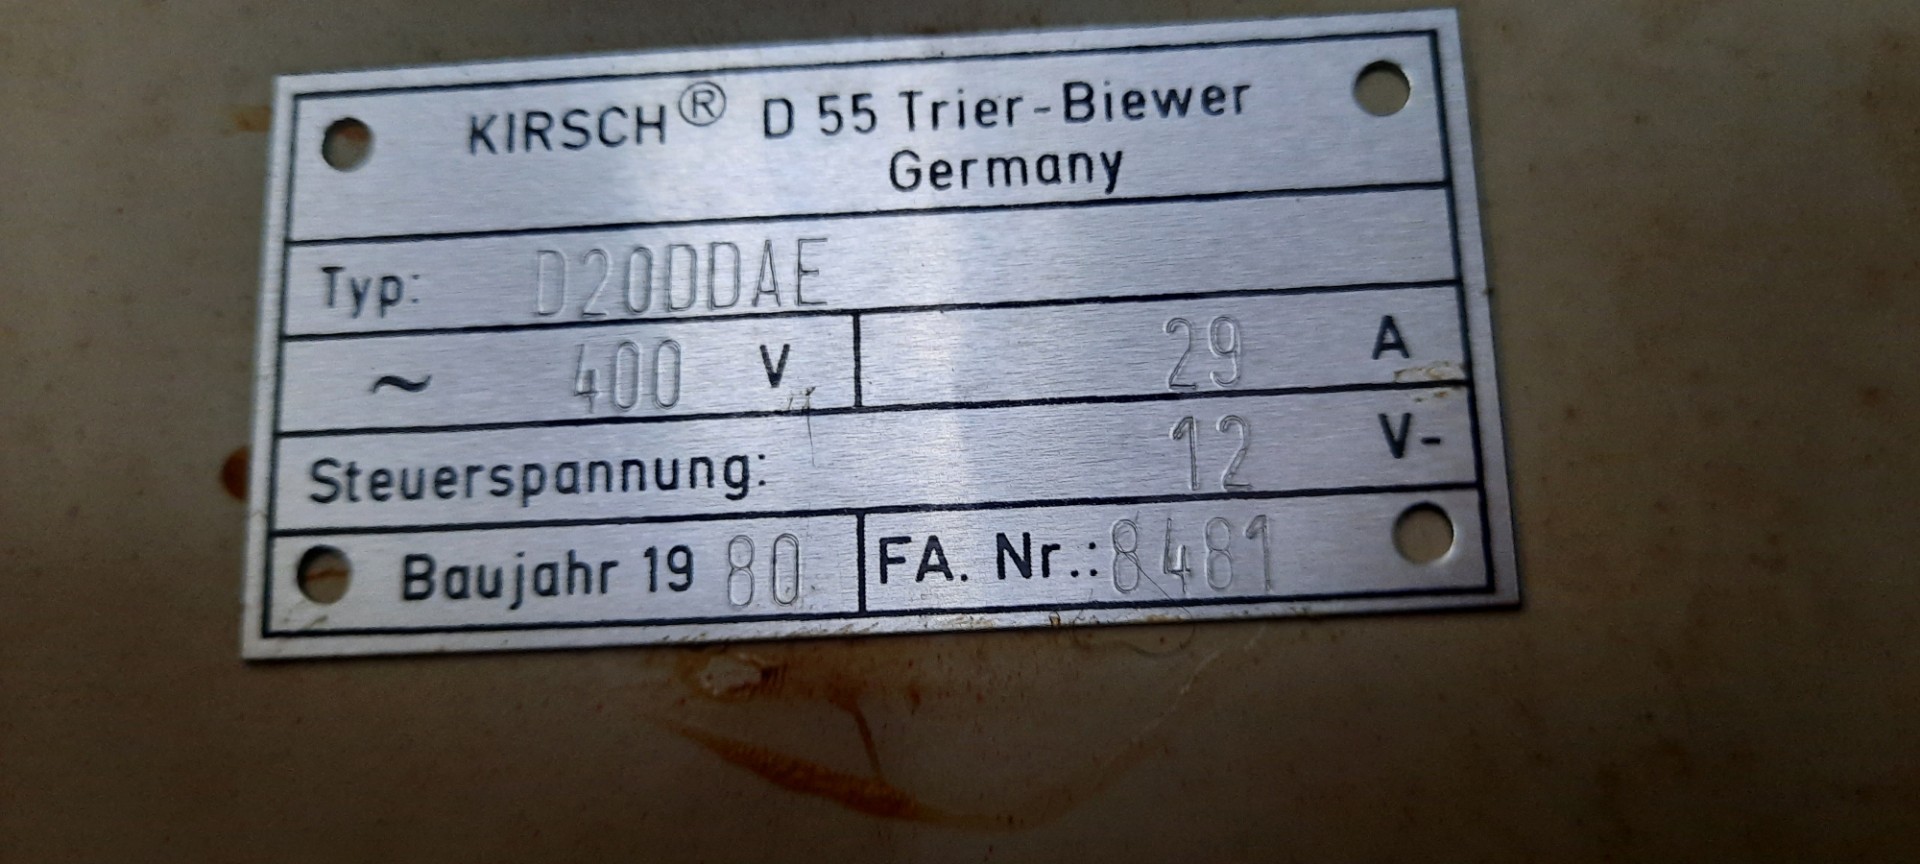 KIRSCH® D 55 Trier-Biewer
Germany
Typ: D20DDAE
~ 400 V 29 A
Steuerspannung: 12 V-
Baujahr 19 80 FA. Nr.: 8481